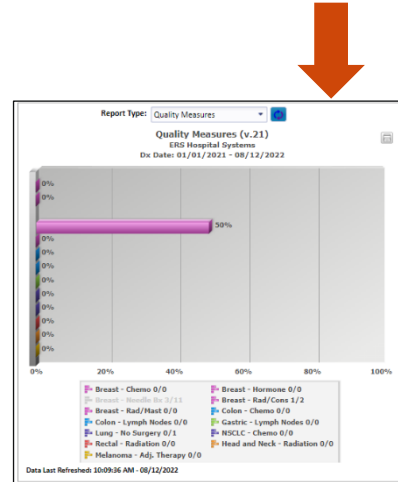 Report Type: Quality Measures
Quality Measures (v.21)
ERS Hospital Systems
Dx Date: 01/01/2021 - 08/12/2022
0%
0%
50%
0%
0%
0%
0%
0%
0%
0%
0%
0%
0% 20% 40% 60% 80% 100%
Breast - Chemo 0/0 Breast - Hormone 0/0
Breast - Needle Bx 3/11 Breast - Rad/Cons 1/2
Breast - Rad/Mast 0/0 Colon - Chemo 0/0
Colon - Lymph Nodes 0/0 Gastric - Lymph Nodes 0/0
Lung - No Surgery 0/1 NSCLC - Chemo 0/0
Rectal - Radiation 0/0 Head and Neck - Radiation 0/0
Melanoma - Adj. Therapy 0/0
Data Last Refreshed: 10:09:36 AM - 08/12/2022